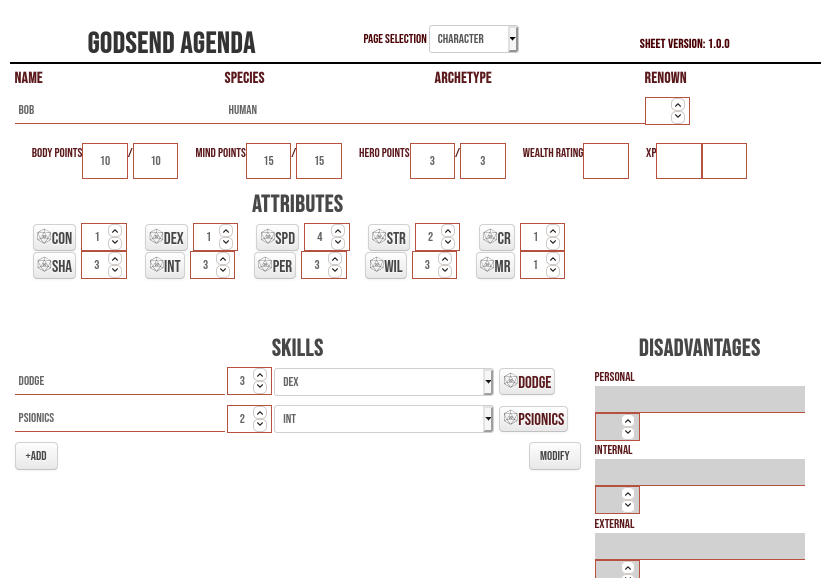 GODSEND AGENDA PAGE SELECTION CHARACTER SHEET VERSION: 1.0.0
NAME SPECIES ARCHETYPE RENOWN
BOB HUMAN
BODY POINTS 10 / 10 MIND POINTS 15 / 15 HERO POINTS 3 / 3 WEALTH RATING XP
ATTRIBUTES
CON 1 DEX 1 SPD 4 STR 2 CR 1
SHA 3 INT 3 PER 3 WIL 3 MR 1
SKILLS DISADVANTAGES
PERSONAL
DODGE 3 DEX DODGE
PSIONICS 2 INT PSIONICS
INTERNAL
+ADD MODIFY
EXTERNAL